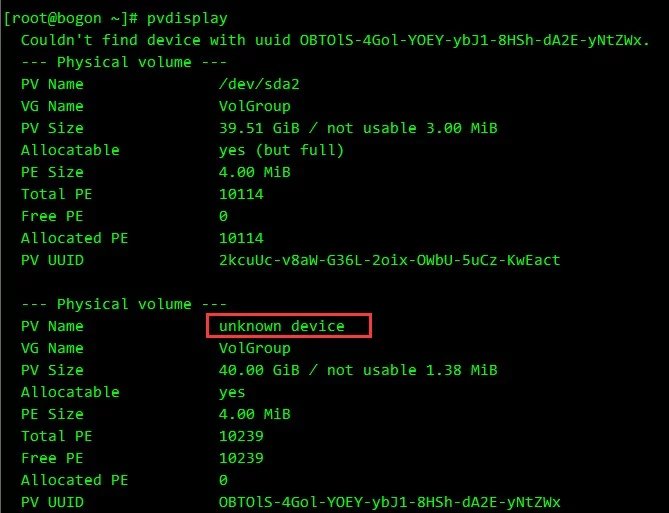 [root@bogon ~]# pvdisplay
Couldn't find device with uuid OBTOlS-4Gol-YOEY-ybJ1-8HSh-dA2E-yNtZWx.
--- Physical volume ---
PV Name /dev/sda2
VG Name VolGroup
PV Size 39.51 GiB / not usable 3.00 MiB
Allocatable yes (but full)
PE Size 4.00 MiB
Total PE 10114
Free PE 0
Allocated PE 10114
PV UUID 2kcuUc-v8aW-G36L-2oix-OWbU-5uCz-KwEact
--- Physical volume ---
PV Name unknown device
VG Name VolGroup
PV Size 40.00 GiB / not usable 1.38 MiB
Allocatable yes
PE Size 4.00 MiB
Total PE 10239
Free PE 10239
Allocated PE 0
PV UUID OBTOlS-4Gol-YOEY-ybJ1-8HSh-dA2E-yNtZWx